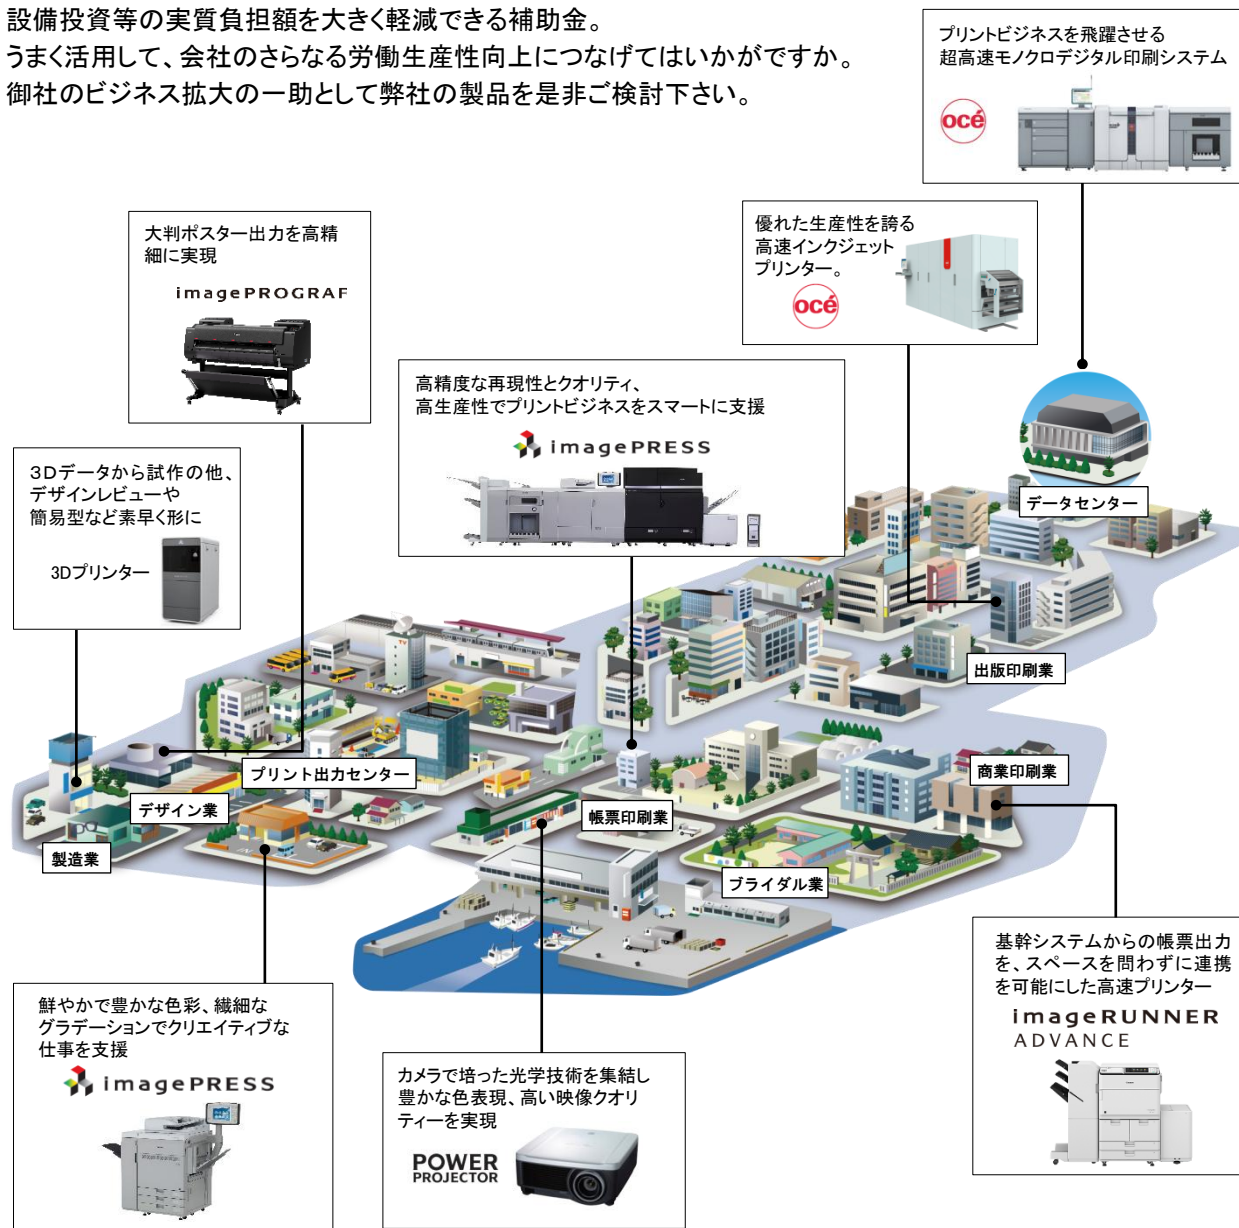 設備投資等の実質負担額を大きく軽減できる補助金。
うまく活用して、会社のさらなる労働生産性向上につなげてはいかがですか。
御社のビジネス拡大の一助として弊社の製品を是非ご検討下さい。
プリントビジネスを飛躍させる
超高速モノクロデジタル印刷システム
océ
優れた生産性を誇る
高速インクジェット
プリンター。
océ
大判ポスター出力を高精
細に実現
imagePROGRAF
高精度な再現性とクオリティ、
高生産性でプリントビジネスをスマートに支援
imagePRESS
3Dデータから試作の他、
デザインレビューや
簡易型など素早く形に
3Dプリンター
データセンター
TV
出版印刷業
プリント出力センター
商業印刷業
デザイン業
帳票印刷業
製造業
ブライダル業
基幹システムからの帳票出力
を、スペースを問わずに連携
を可能にした高速プリンター
imageRUNNER
ADVANCE
鮮やかで豊かな色彩、繊細な
グラデーションでクリエイティブな
仕事を支援
imagePRESS
カメラで培った光学技術を集結し
豊かな色表現、高い映像クオリ
ティーを実現
POWER
PROJECTOR